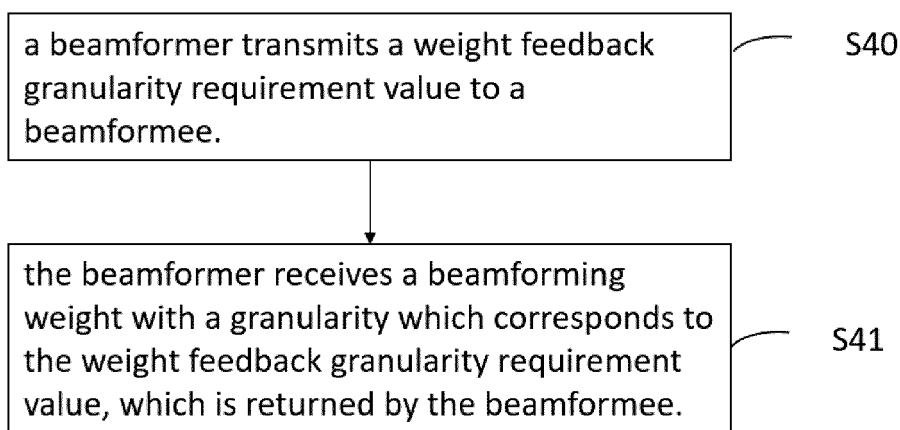 a beamformer transmits a weight feedback
granularity requirement value to a
beamformee.
S40
the beamformer receives a beamforming
weight with a granularity which corresponds to
the weight feedback granularity requirement
value, which is returned by the beamformee.
S41